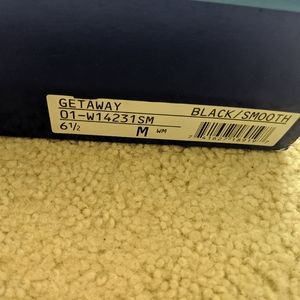 GETAWAY
01-W14231SM BLACK/SMOOTH
6½ M WM